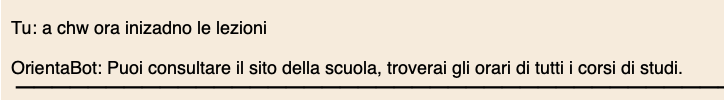 Tu: a chw ora inizadno le lezioni
OrientaBot: Puoi consultare il sito della scuola, troverai gli orari di tutti i corsi di studi.